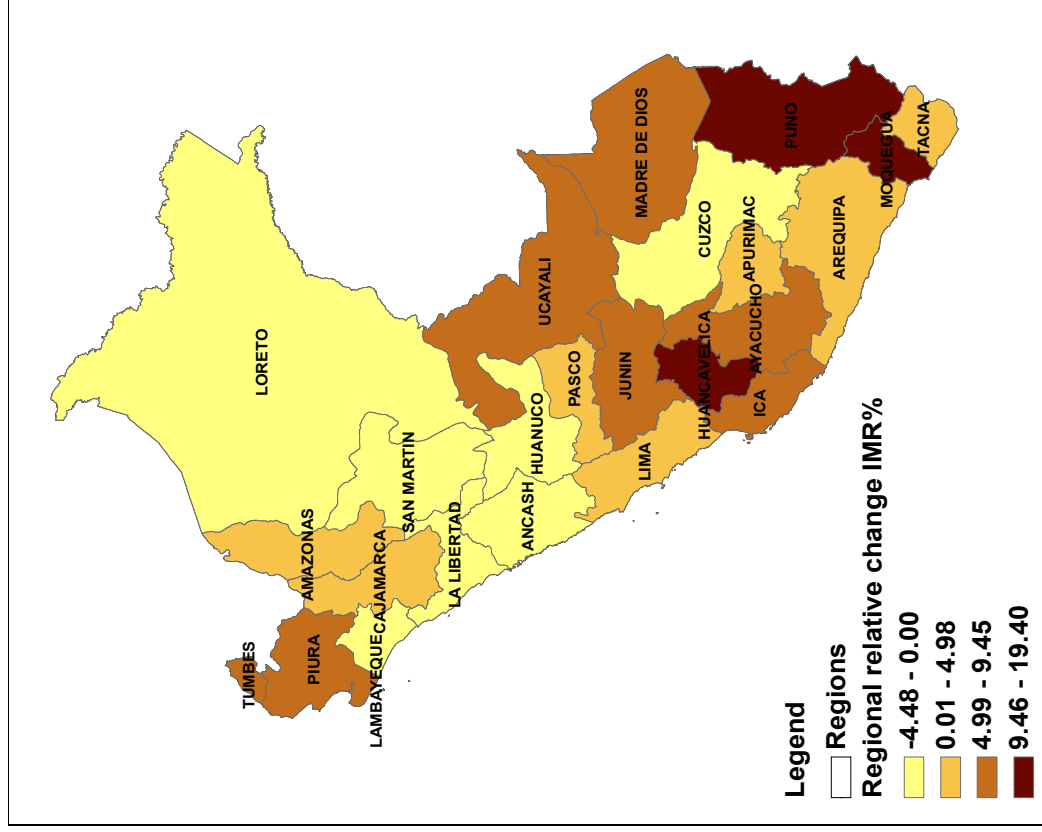 LORETO
TUMBES
PIURA
LAMBAYEQUE
AMAZONAS
CAJAMARCA
SAN MARTIN
LA LIBERTAD
ANCASH
HUANUCO
UCAYALI
PASCO
JUNIN
LIMA
MADRE DE DIOS
CUZCO
HUANCAVELICA
AYACUCHO
APURIMAC
ICA
AREQUIPA
PUNO
MOQUEGUA
TACNA
Legend
Regions
Regional relative change IMR%
-4.48 - 0.00
0.01 - 4.98
4.99 - 9.45
9.46 - 19.40